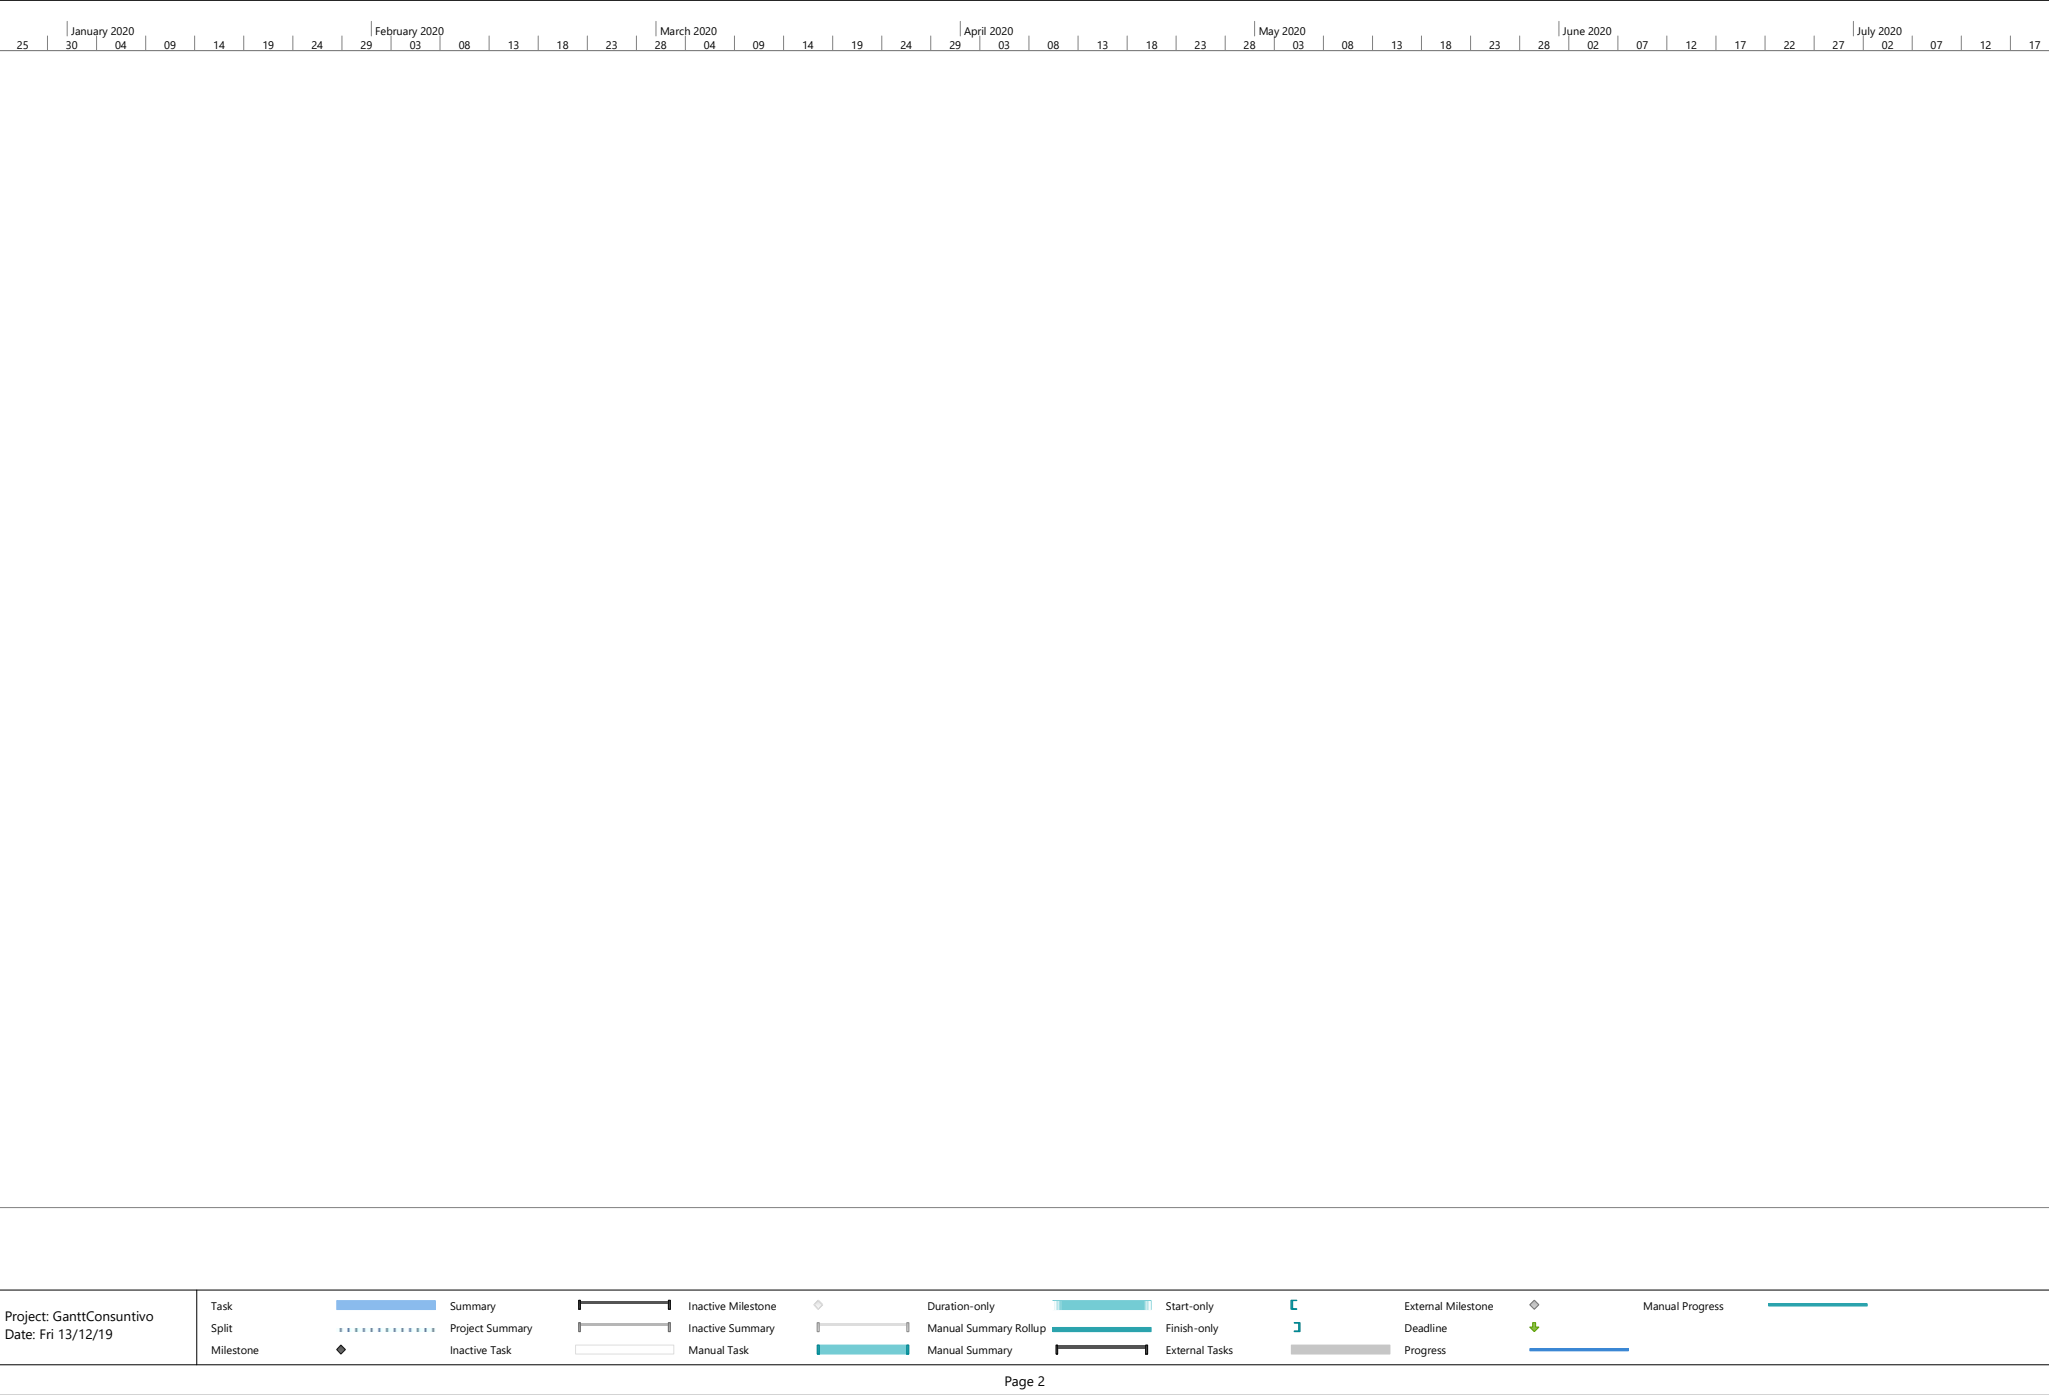 January 2020 February 2020 March 2020 April 2020 May 2020 June 2020 July 2020
25 30 04 09 14 19 24 29 03 08 13 18 23 28 04 09 14 19 24 29 03 08 13 18 23 28 03 08 13 18 23 28 02 07 12 17 22 27 02 07 12 17
Project: GanttConsuntivo
Date: Fri 13/12/19
Task Summary Inactive Milestone Duration-only Start-only External Milestone Manual Progress
Split Project Summary Inactive Summary Manual Summary Rollup Finish-only Deadline
Milestone Inactive Task Manual Task Manual Summary External Tasks Progress
Page 2